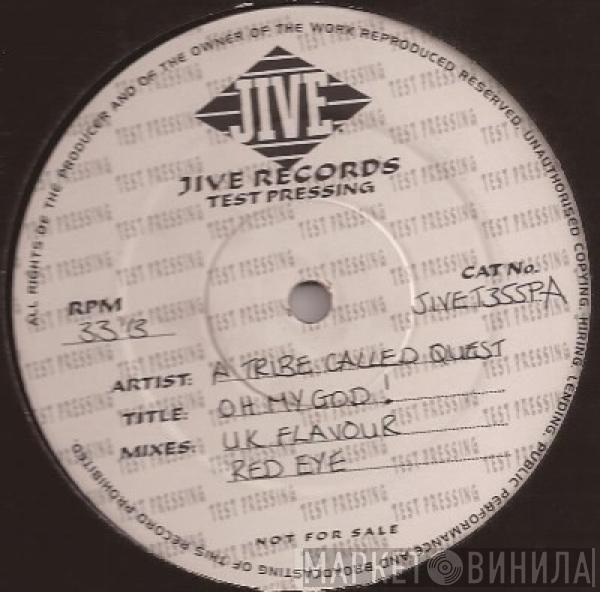 ALL RIGHTS OF THE PRODUCER AND OF THE OWNER OF THE WORK REPRODUCED RESERVED. UNAUTHORISED COPYING, HIRING, LENDING, PUBLIC PERFORMANCE AND BROADCASTING OF THIS RECORD PROHIBITED.
JIVE
JIVE RECORDS
TEST PRESSING
RPM
33 1/3
CAT No.
JIVET355PA
ARTIST: A TRIBE CALLED QUEST
TITLE: OH MY GOD!
MIXES: UK FLAVOUR
RED EYE
NOT FOR SALE
МАРКЕТ ВИНИЛА